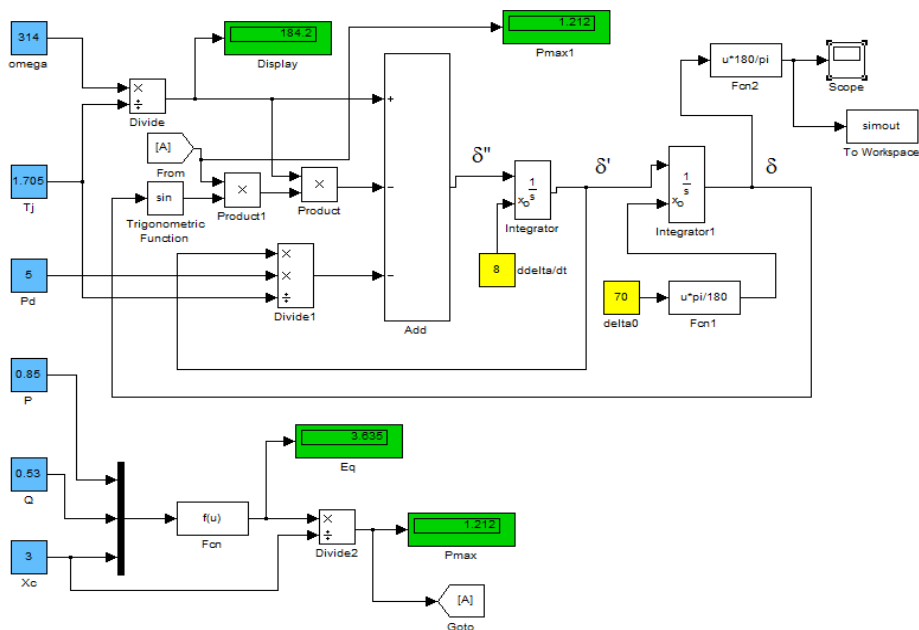 314
omega
184.2
Display
1.212
Pmax1
×
÷
Divide
+
−
−
Add
[A]
From
1.705
Tj
sin
Trigonometric
Function
×
Product1
×
Product
5
Pd
×
×
÷
Divide1
δ"
1
s
xo
Integrator
δ'
8
ddelta/dt
1
s
xo
Integrator1
δ
70
delta0
u*pi/180
Fcn1
u*180/pi
Fcn2
Scope
simout
To Workspace
0.85
P
0.53
Q
3
Xc
f(u)
Fcn
3.635
Eq
×
÷
Divide2
1.212
Pmax
[A]
Goto